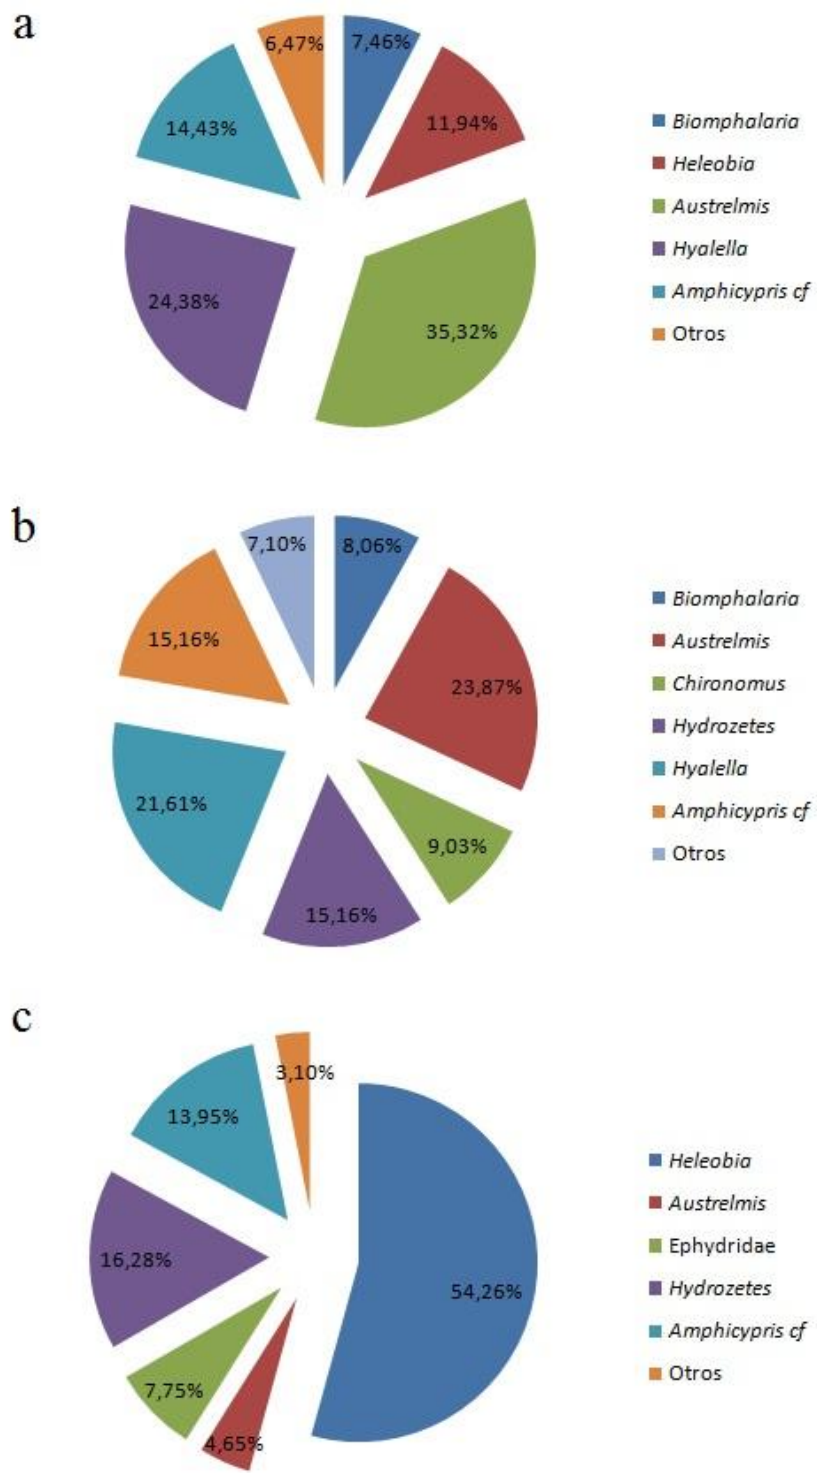 a
6,47%
7,46%
14,43%
11,94%
24,38%
35,32%
Biomphalaria
Heleobia
Austrelmis
Hyalella
Amphicypris cf
Otros
b
7,10%
8,06%
15,16%
23,87%
21,61%
9,03%
15,16%
Biomphalaria
Austrelmis
Chironomus
Hydrozetes
Hyalella
Amphicypris cf
Otros
c
3,10%
13,95%
16,28%
54,26%
7,75%
4,65%
Heleobia
Austrelmis
Ephydridae
Hydrozetes
Amphicypris cf
Otros